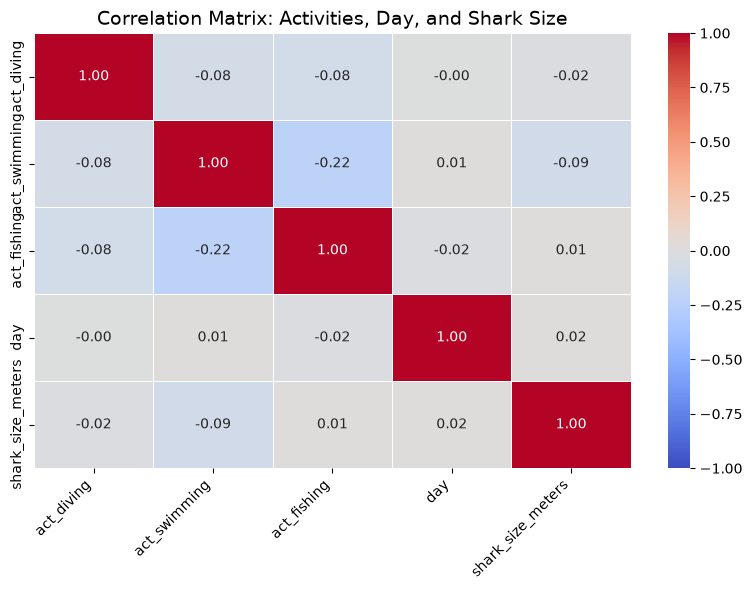 Correlation Matrix: Activities, Day, and Shark Size
act_diving
1.00 -0.08 -0.08 -0.00 -0.02
act_swimming
-0.08 1.00 -0.22 0.01 -0.09
act_fishing
-0.08 -0.22 1.00 -0.02 0.01
day
-0.00 0.01 -0.02 1.00 0.02
shark_size_meters
-0.02 -0.09 0.01 0.02 1.00
act_diving
act_swimming
act_fishing
day
shark_size_meters
1.00
0.75
0.50
0.25
0.00
−0.25
−0.50
−0.75
−1.00